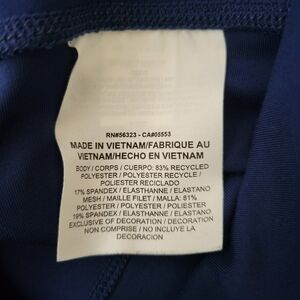 RN#56323 - CA#05553
MADE IN VIETNAM/FABRIQUE AU
VIETNAM/HECHO EN VIETNAM
BODY / CORPS / CUERPO: 83% RECYCLED
POLYESTER / POLYESTER RECYCLE /
POLIESTER RECICLADO
17% SPANDEX / ELASTHANNE / ELASTANO
MESH / MAILLE FILET / MALLA: 81%
POLYESTER / POLYESTER / POLIESTER
19% SPANDEX / ELASTHANNE / ELASTANO
EXCLUSIVE OF DECORATION / DECORATION
NON COMPRISE / NO INCLUYE LA
DECORACION